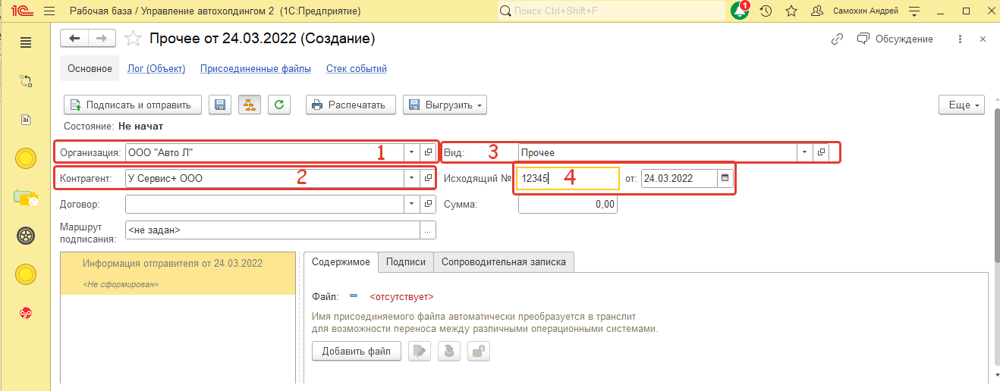 1С Рабочая база / Управление автохолдингом 2 (1С:Предприятие) Поиск Ctrl+Shift+F 1 Самохин Андрей
Прочее от 24.03.2022 (Создание) Обсуждение
Основное Лог (Объект) Присоединенные файлы Стек событий
Подписать и отправить Распечатать Выгрузить Еще
Состояние: Не начат
Организация: ООО "Авто Л" 1 Вид: 3 Прочее
Контрагент: У Сервис+ ООО 2 Исходящий № 12345 4 от: 24.03.2022
Договор: Сумма: 0,00
Маршрут
подписания: <не задан> ...
Информация отправителя от 24.03.2022
<Не сформирован>
Содержимое Подписи Сопроводительная записка
Файл: <отсутствует>
Имя присоединяемого файла автоматически преобразуется в транслит
для возможности переноса между различными операционными системами.
Добавить файл